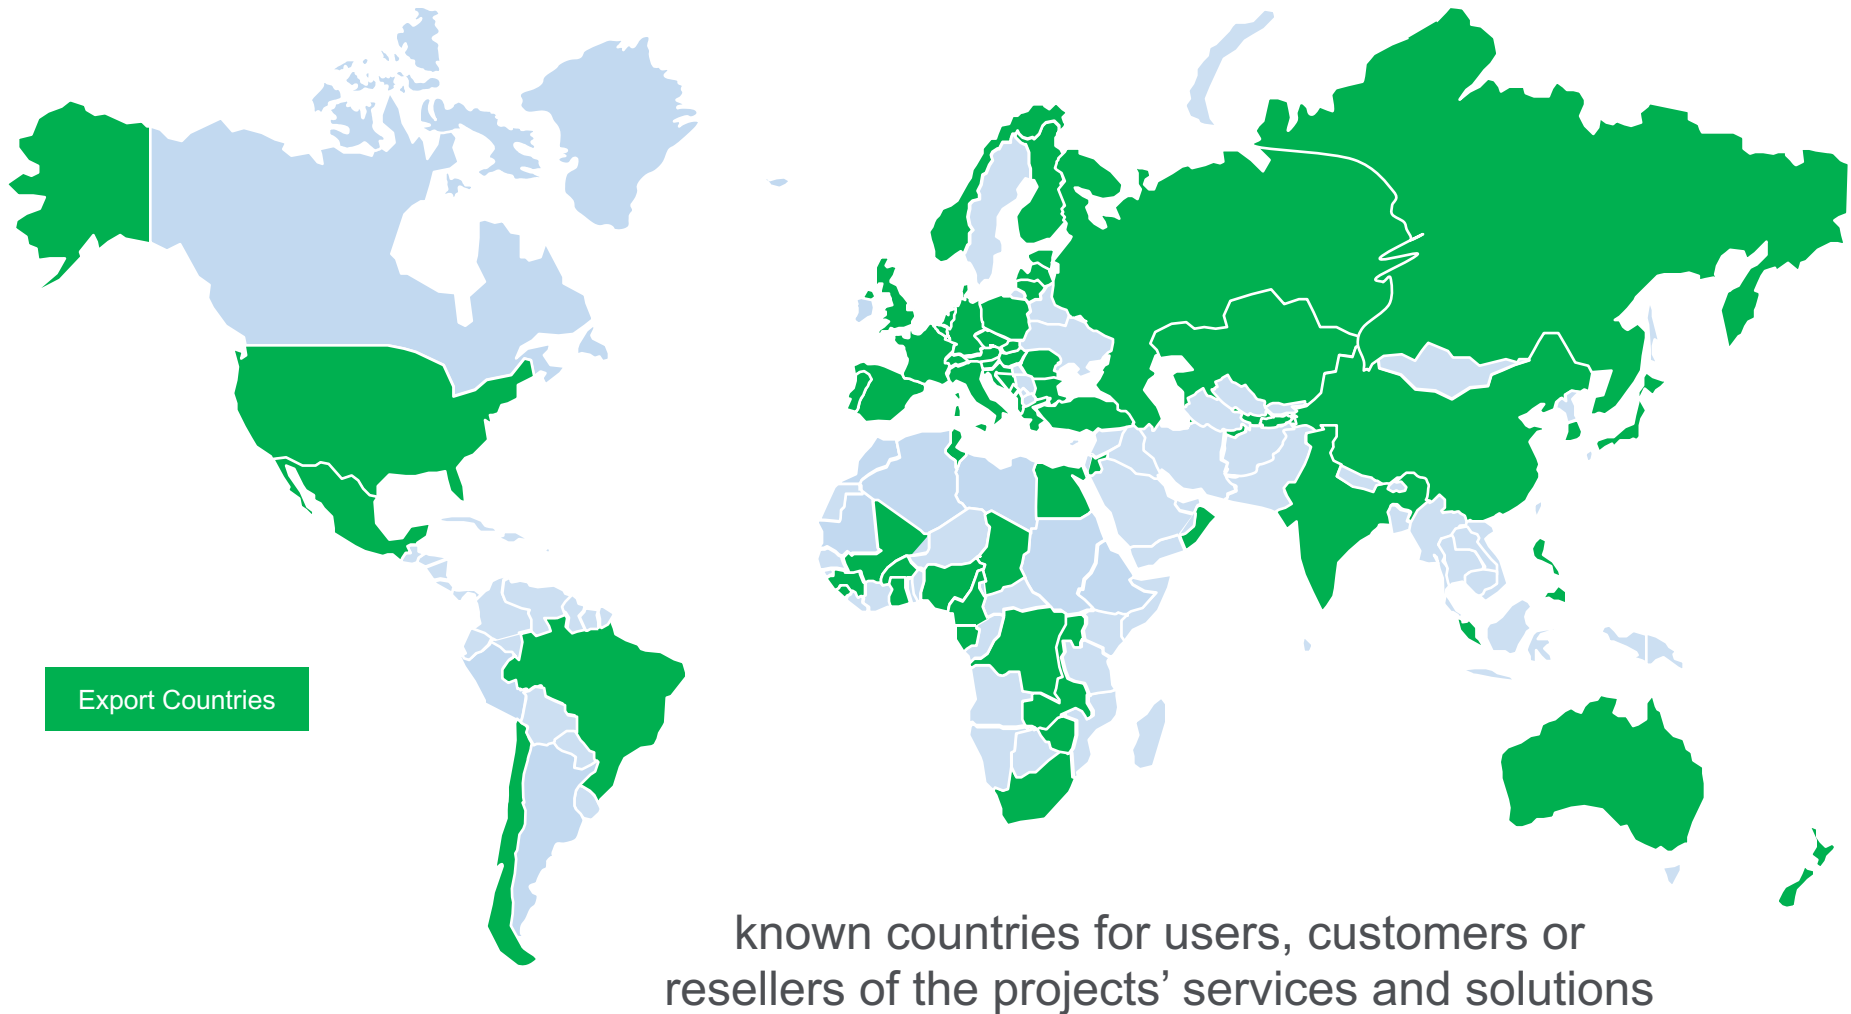 Export Countries
known countries for users, customers or
resellers of the projects’ services and solutions